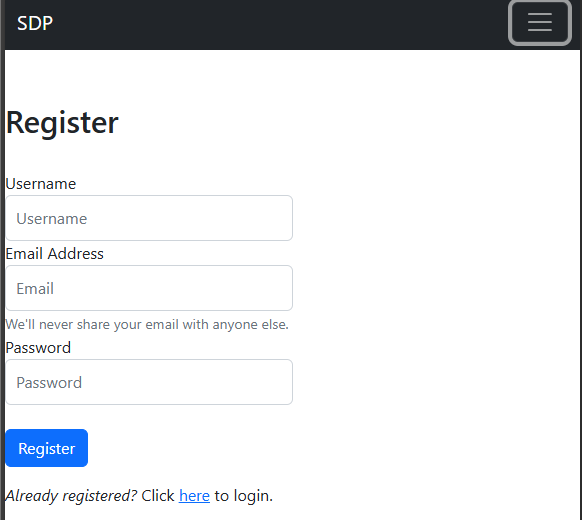 SDP
Register
Username
Username
Email Address
Email
We'll never share your email with anyone else.
Password
Password
Register
Already registered? Click here to login.